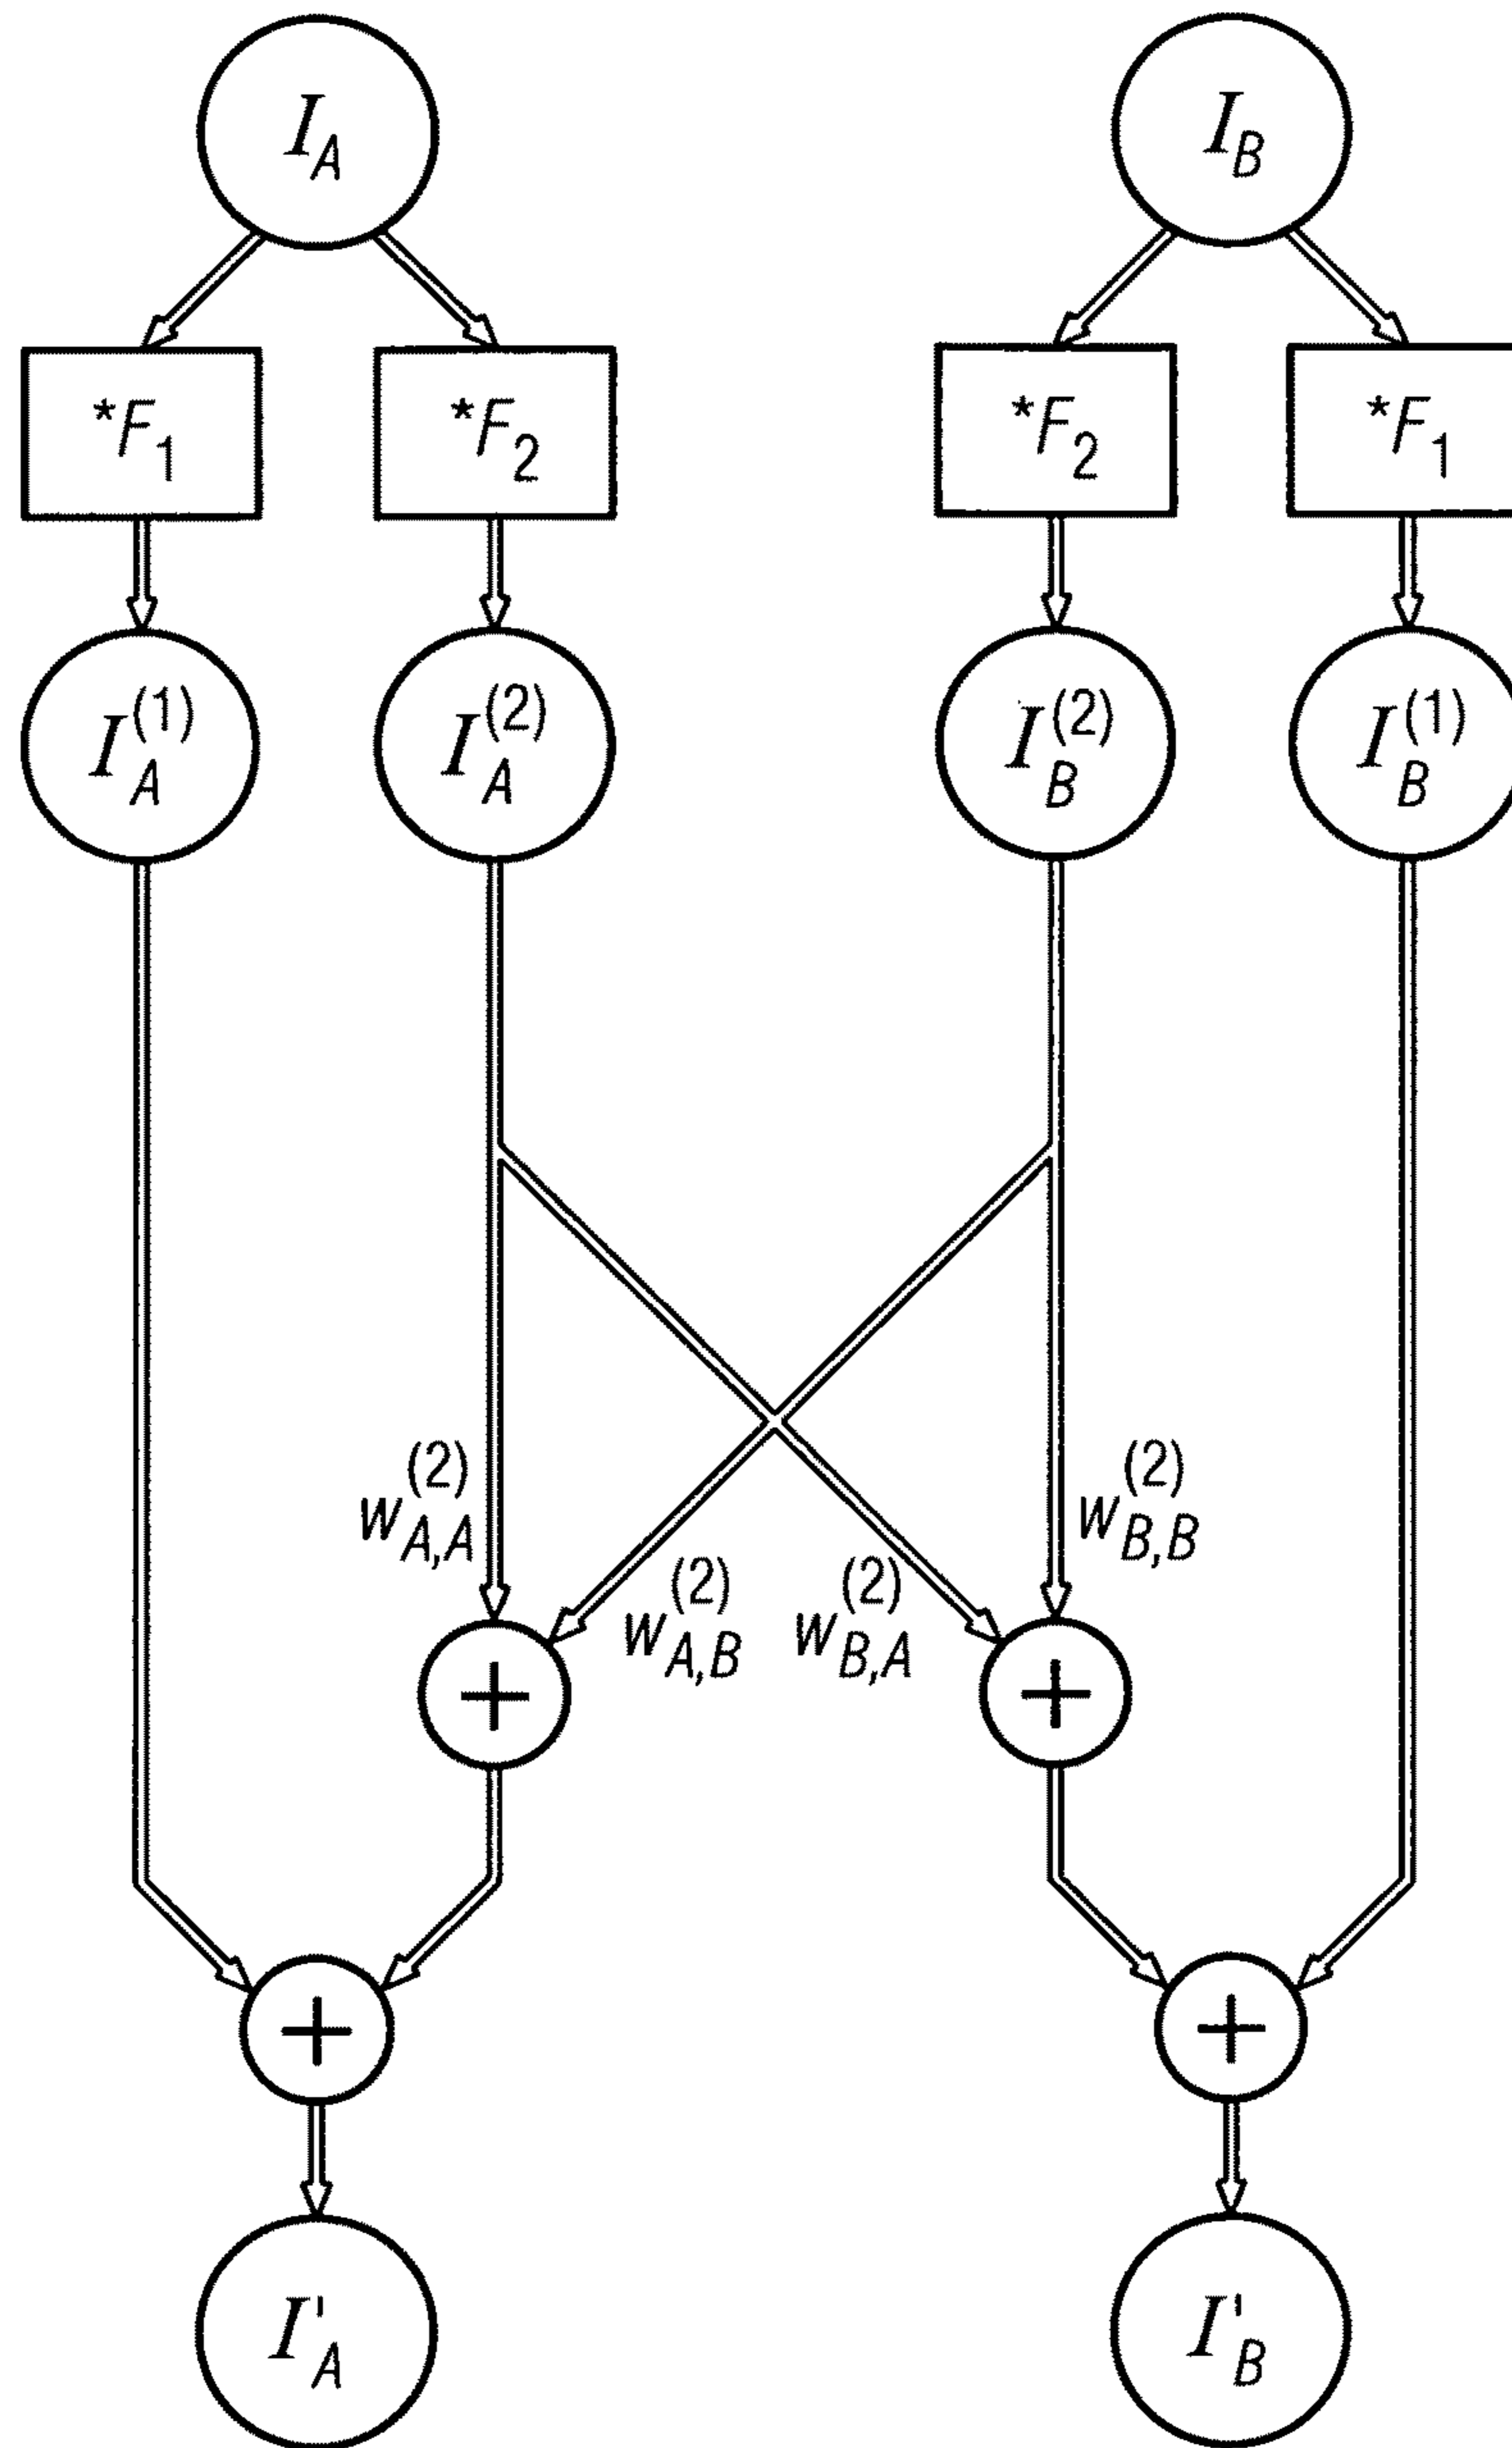 I_A
I_B
*F_1
*F_2
*F_2
*F_1
I_A^(1)
I_A^(2)
I_B^(2)
I_B^(1)
w_A,A^(2)
w_B,B^(2)
w_A,B^(2)
w_B,A^(2)
+
+
+
+
I'_A
I'_B